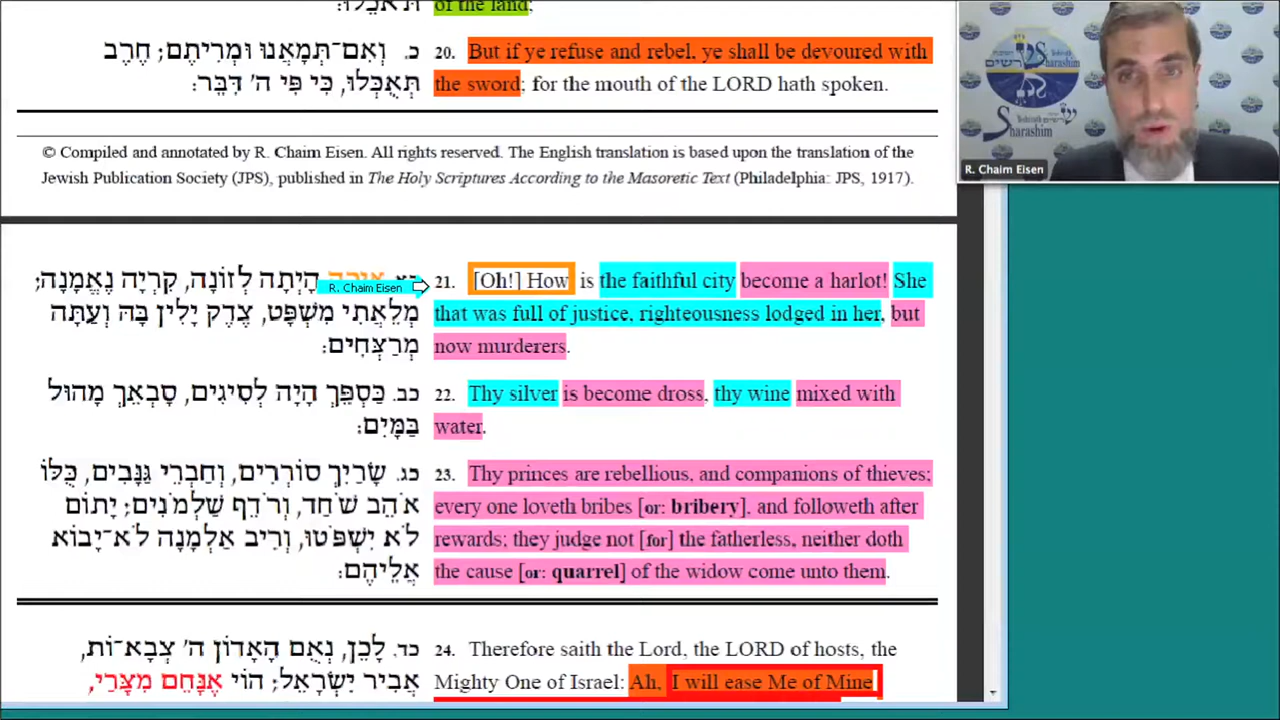 תֹּאכֵלוּ:
of the land;
כ. וְאִם־תְּמָאֲנוּ וּמְרִיתֶם; חֶרֶב
תְּאֻכְּלוּ, כִּי פִּי ה' דִּבֵּר:
20. But if ye refuse and rebel, ye shall be devoured with
the sword; for the mouth of the LORD hath spoken.
© Compiled and annotated by R. Chaim Eisen. All rights reserved. The English translation is based upon the translation of the
Jewish Publication Society (JPS), published in The Holy Scriptures According to the Masoretic Text (Philadelphia: JPS, 1917).
הָיְתָה לְזוֹנָה, קִרְיָה נֶאֱמָנָה;
מְלֵאֲתִי מִשְׁפָּט, צֶדֶק יָלִין בָּהּ וְעַתָּה
מְרַצְּחִים:
R. Chaim Eisen
21. [Oh!] How is the faithful city become a harlot! She
that was full of justice, righteousness lodged in her, but
now murderers.
כב. כַּסְפֵּךְ הָיָה לְסִיגִים, סָבְאֵךְ מָהוּל
בַּמָּיִם:
22. Thy silver is become dross, thy wine mixed with
water.
כג. שָׂרַיִךְ סוֹרְרִים, וְחַבְרֵי גַּנָּבִים, כֻּלּוֹ
אֹהֵב שֹׁחַד, וְרֹדֵף שַׁלְמֹנִים; יָתוֹם
לֹא יִשְׁפֹּטוּ, וְרִיב אַלְמָנָה לֹא־יָבוֹא
אֲלֵיהֶם:
23. Thy princes are rebellious, and companions of thieves;
every one loveth bribes [or: bribery], and followeth after
rewards; they judge not [for] the fatherless, neither doth
the cause [or: quarrel] of the widow come unto them.
כד. לָכֵן, נְאֻם הָאָדוֹן ה' צְבָא־וֹת,
אֲבִיר יִשְׂרָאֵל; הוֹי אֶנָּחֵם מִצָּרַי,
24. Therefore saith the Lord, the LORD of hosts, the
Mighty One of Israel: Ah, I will ease Me of Mine
Sharashim
שרשים
Yeshivath
Sharashim
R. Chaim Eisen